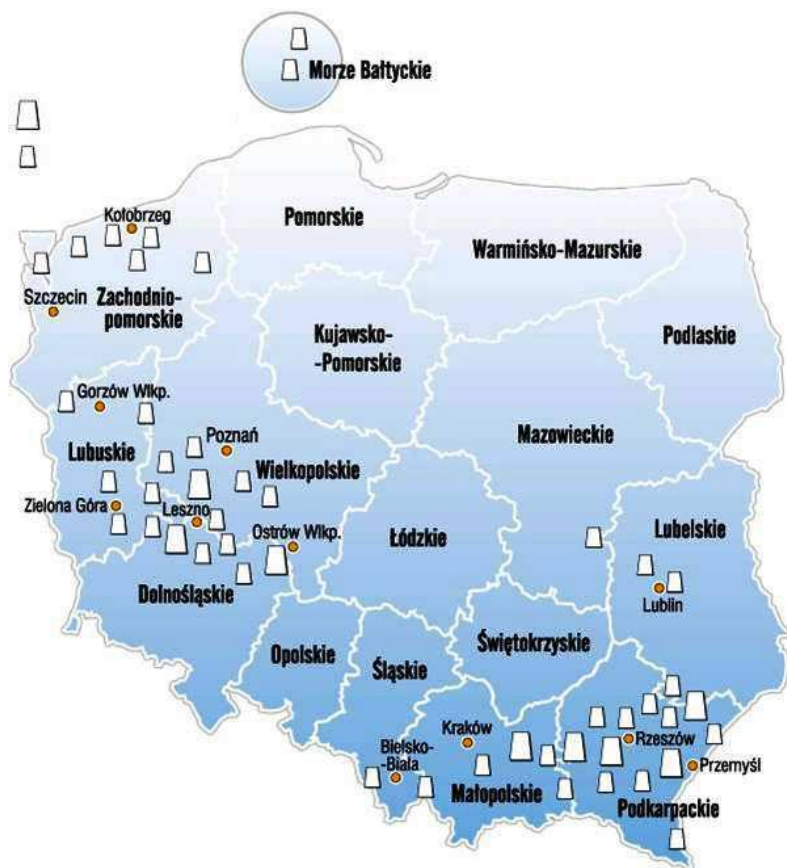 Morze Bałtyckie
Kołobrzeg
Pomorskie
Warmińsko-Mazurskie
Szczecin
Zachodnio-
pomorskie
Kujawsko-
-Pomorskie
Podlaskie
Gorzów Wlkp.
Mazowieckie
Poznań
Lubuskie
Wielkopolskie
Zielona Góra
Leszno
Ostrów Wlkp.
Łódzkie
Lubelskie
Dolnośląskie
Lublin
Opolskie
Śląskie
Świętokrzyskie
Kraków
Rzeszów
Bielsko-
-Biała
Przemyśl
Małopolskie
Podkarpackie